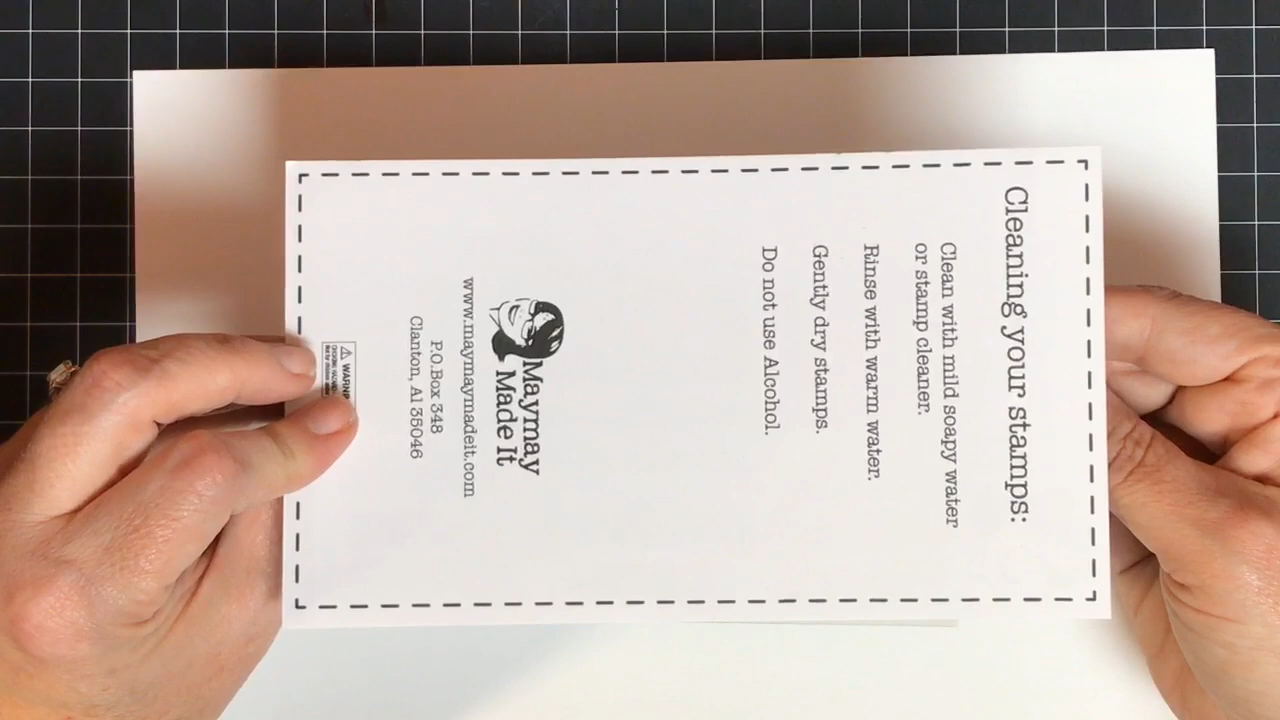 Cleaning your stamps:
Clean with mild soapy water
or stamp cleaner.
Rinse with warm water.
Gently dry stamps.
Do not use Alcohol.
Maymay
Made It
www.maymaymadeit.com
P.O.Box 348
Clanton, Al 35046